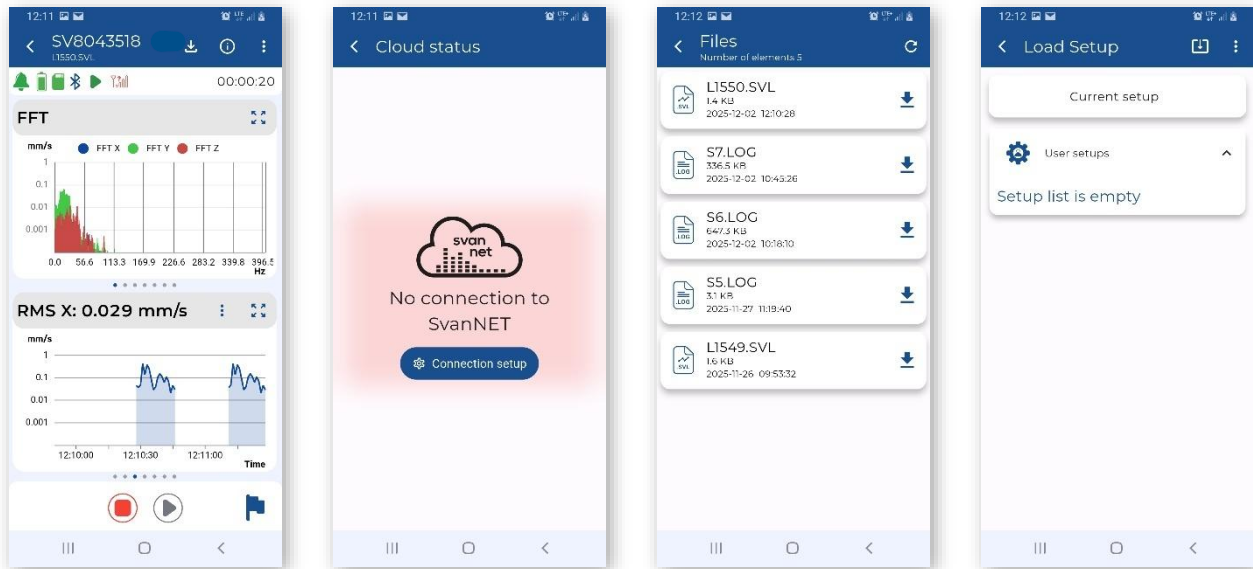 12:11
SV8043518
L1550.SVL
00:00:20
FFT
mm/s
FFT X FFT Y FFT Z
1
0.1
0.01
0.001
0.0 56.6 113.3 169.9 226.6 283.2 339.8 396.5
Hz
RMS X: 0.029 mm/s
mm/s
1
0.1
0.01
0.001
12:10:00 12:10:30 12:11:00
Time
12:11
Cloud status
svan
net
No connection to
SvanNET
Connection setup
12:12
Files
Number of elements 5
L1550.SVL
1.4 KB
2025-12-02 12:10:28
SVL
S7.LOG
336.5 KB
2025-12-02 10:45:26
.LOG
S6.LOG
647.3 KB
2025-12-02 10:18:10
.LOG
S5.LOG
3.1 KB
2025-11-27 11:19:40
.LOG
L1549.SVL
1.6 KB
2025-11-26 09:53:32
SVL
12:12
Load Setup
Current setup
User setups
Setup list is empty